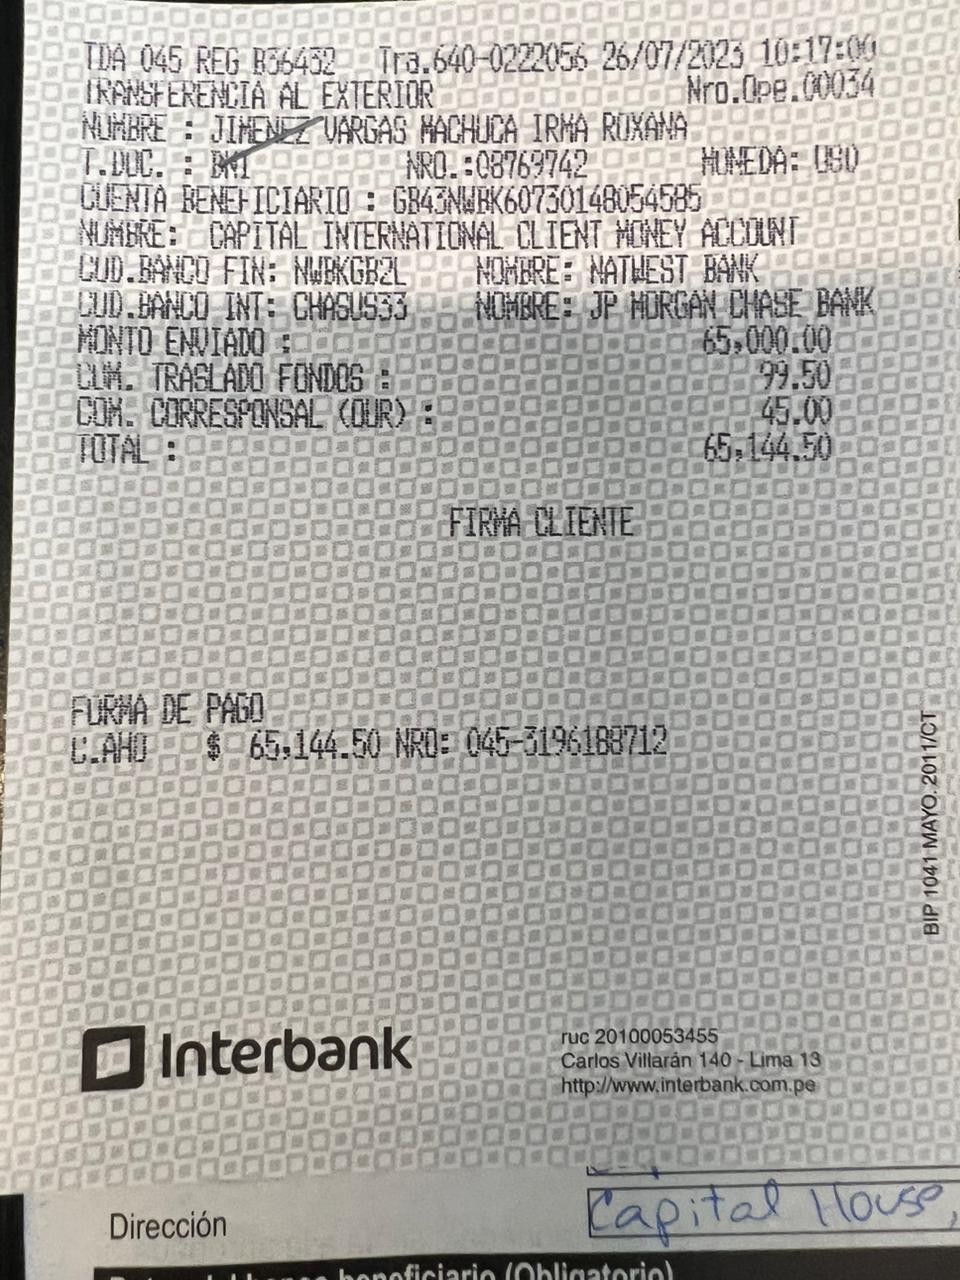 TDA 045 REG B36432 Tra.640-0222056 26/07/2023 10:17:00
TRANSFERENCIA AL EXTERIOR Nro.Ope.00034
NOMBRE : JIMENEZ VARGAS MACHUCA IRMA ROXANA
T.DOC. : DNI NRO.:08769742 MONEDA: USD
CUENTA BENEFICIARIO : GB43NWBK60730148054585
NOMBRE: CAPITAL INTERNATIONAL CLIENT MONEY ACCOUNT
COD.BANCO FIN: NWBKGB2L NOMBRE: NATWEST BANK
COD.BANCO INT: CHASUS33 NOMBRE: JP MORGAN CHASE BANK
MONTO ENVIADO : 65,000.00
COM. TRASLADO FONDOS : 99.50
COM. CORRESPONSAL (OUR) : 45.00
TOTAL : 65,144.50
FIRMA CLIENTE
FORMA DE PAGO
C.AHO $ 65,144.50 NRO: 045-3196188712
BIP 1041 MAYO. 2011/CT
Interbank
ruc 20100053455
Carlos Villarán 140 - Lima 13
http://www.interbank.com.pe
Dirección Capital House,
beneficiario (Obligatorio)